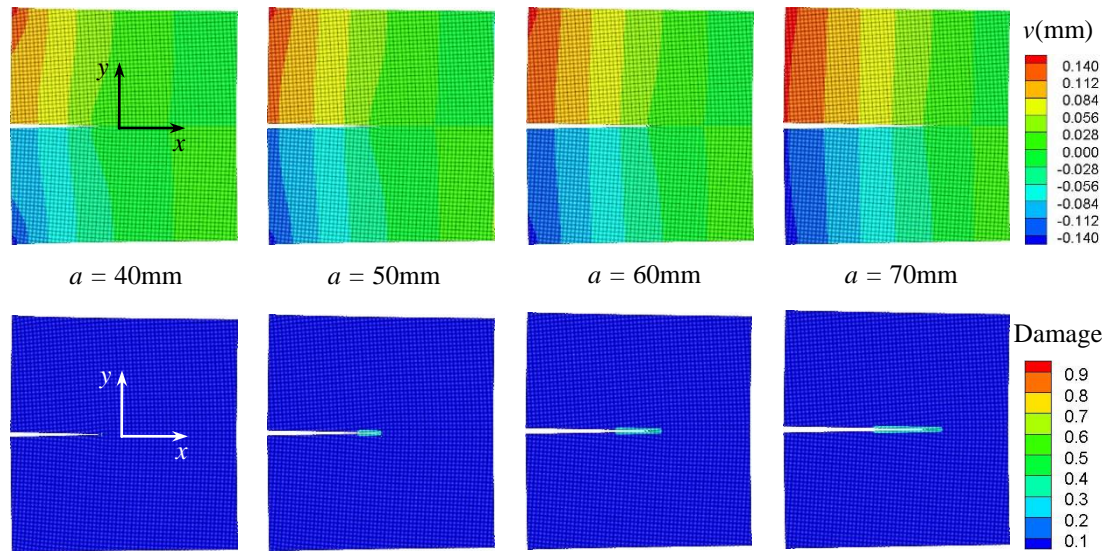 v(mm)
0.140
0.112
0.084
0.056
0.028
0.000
-0.028
-0.056
-0.084
-0.112
-0.140
y
x
a = 40mm
a = 50mm
a = 60mm
a = 70mm
Damage
0.9
0.8
0.7
0.6
0.5
0.4
0.3
0.2
0.1
y
x